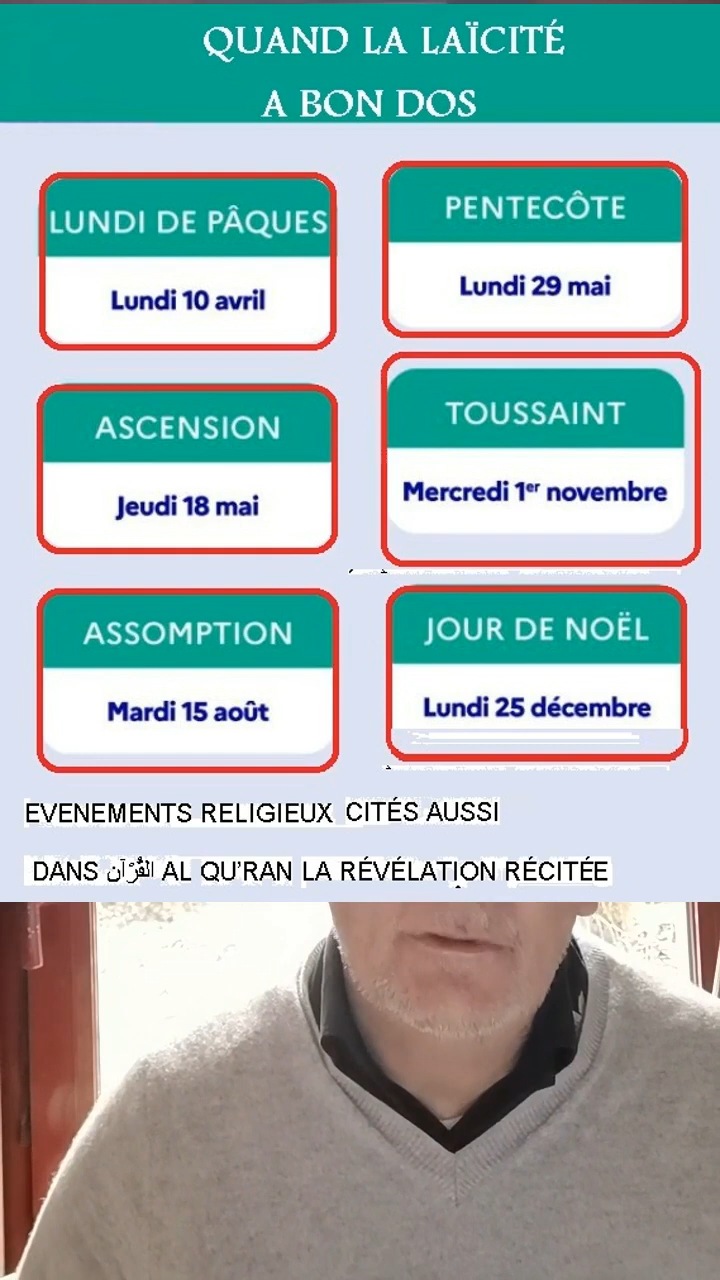 QUAND LA LAÏCITÉ
A BON DOS
LUNDI DE PÂQUES
Lundi 10 avril
PENTECÔTE
Lundi 29 mai
ASCENSION
Jeudi 18 mai
TOUSSAINT
Mercredi 1er novembre
ASSOMPTION
Mardi 15 août
JOUR DE NOËL
Lundi 25 décembre
EVENEMENTS RELIGIEUX CITÉS AUSSI
DANS القُرْآن AL QU'RAN LA RÉVÉLATION RÉCITÉE